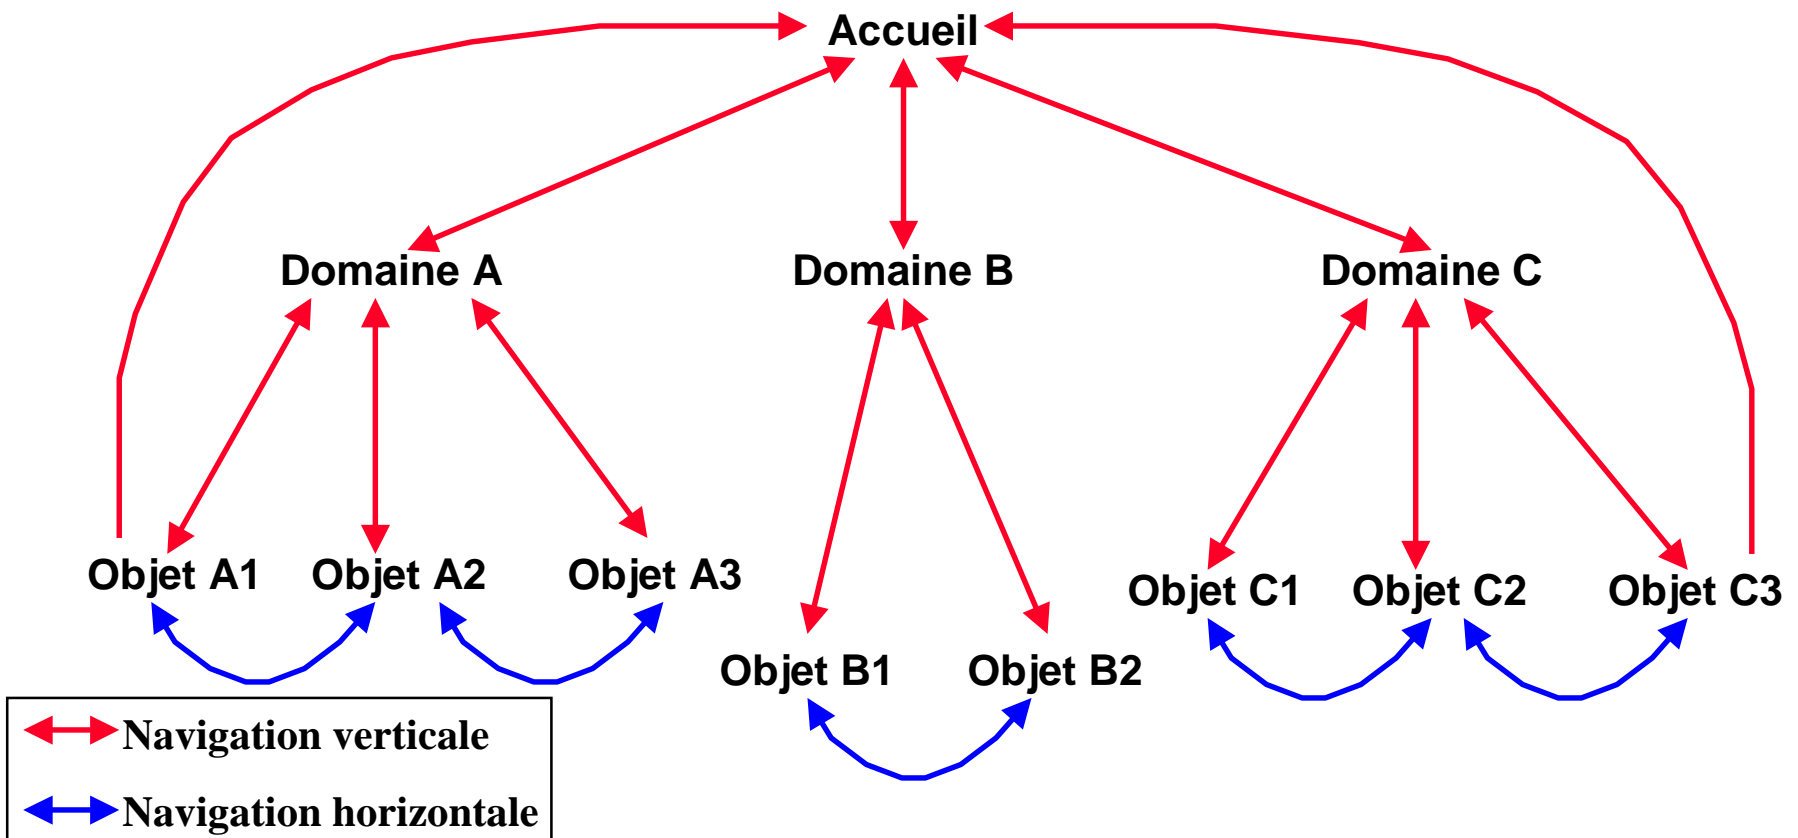 Accueil
Domaine A
Domaine B
Domaine C
Objet A1
Objet A2
Objet A3
Objet C1
Objet C2
Objet C3
Objet B1
Objet B2
Navigation verticale
Navigation horizontale